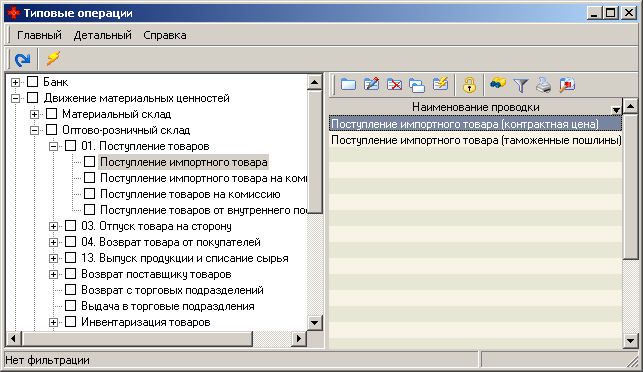 Типовые операции
Главный Детальный Справка
Банк
Движение материальных ценностей
Материальный склад
Оптово-розничный склад
01. Поступление товаров
Поступление импортного товара
Поступление импортного товара на коми
Поступление товаров на комиссию
Поступление товаров от внутреннего пос
03. Отпуск товара на сторону
04. Возврат товара от покупателей
13. Выпуск продукции и списание сырья
Возврат поставщику товаров
Возврат с торговых подразделений
Выдача в торговые подразделния
Инвентаризация товаров
Наименование проводки
Поступление импортного товара (контрактная цена)
Поступление импортного товара (таможенные пошлины)
Нет фильтрации